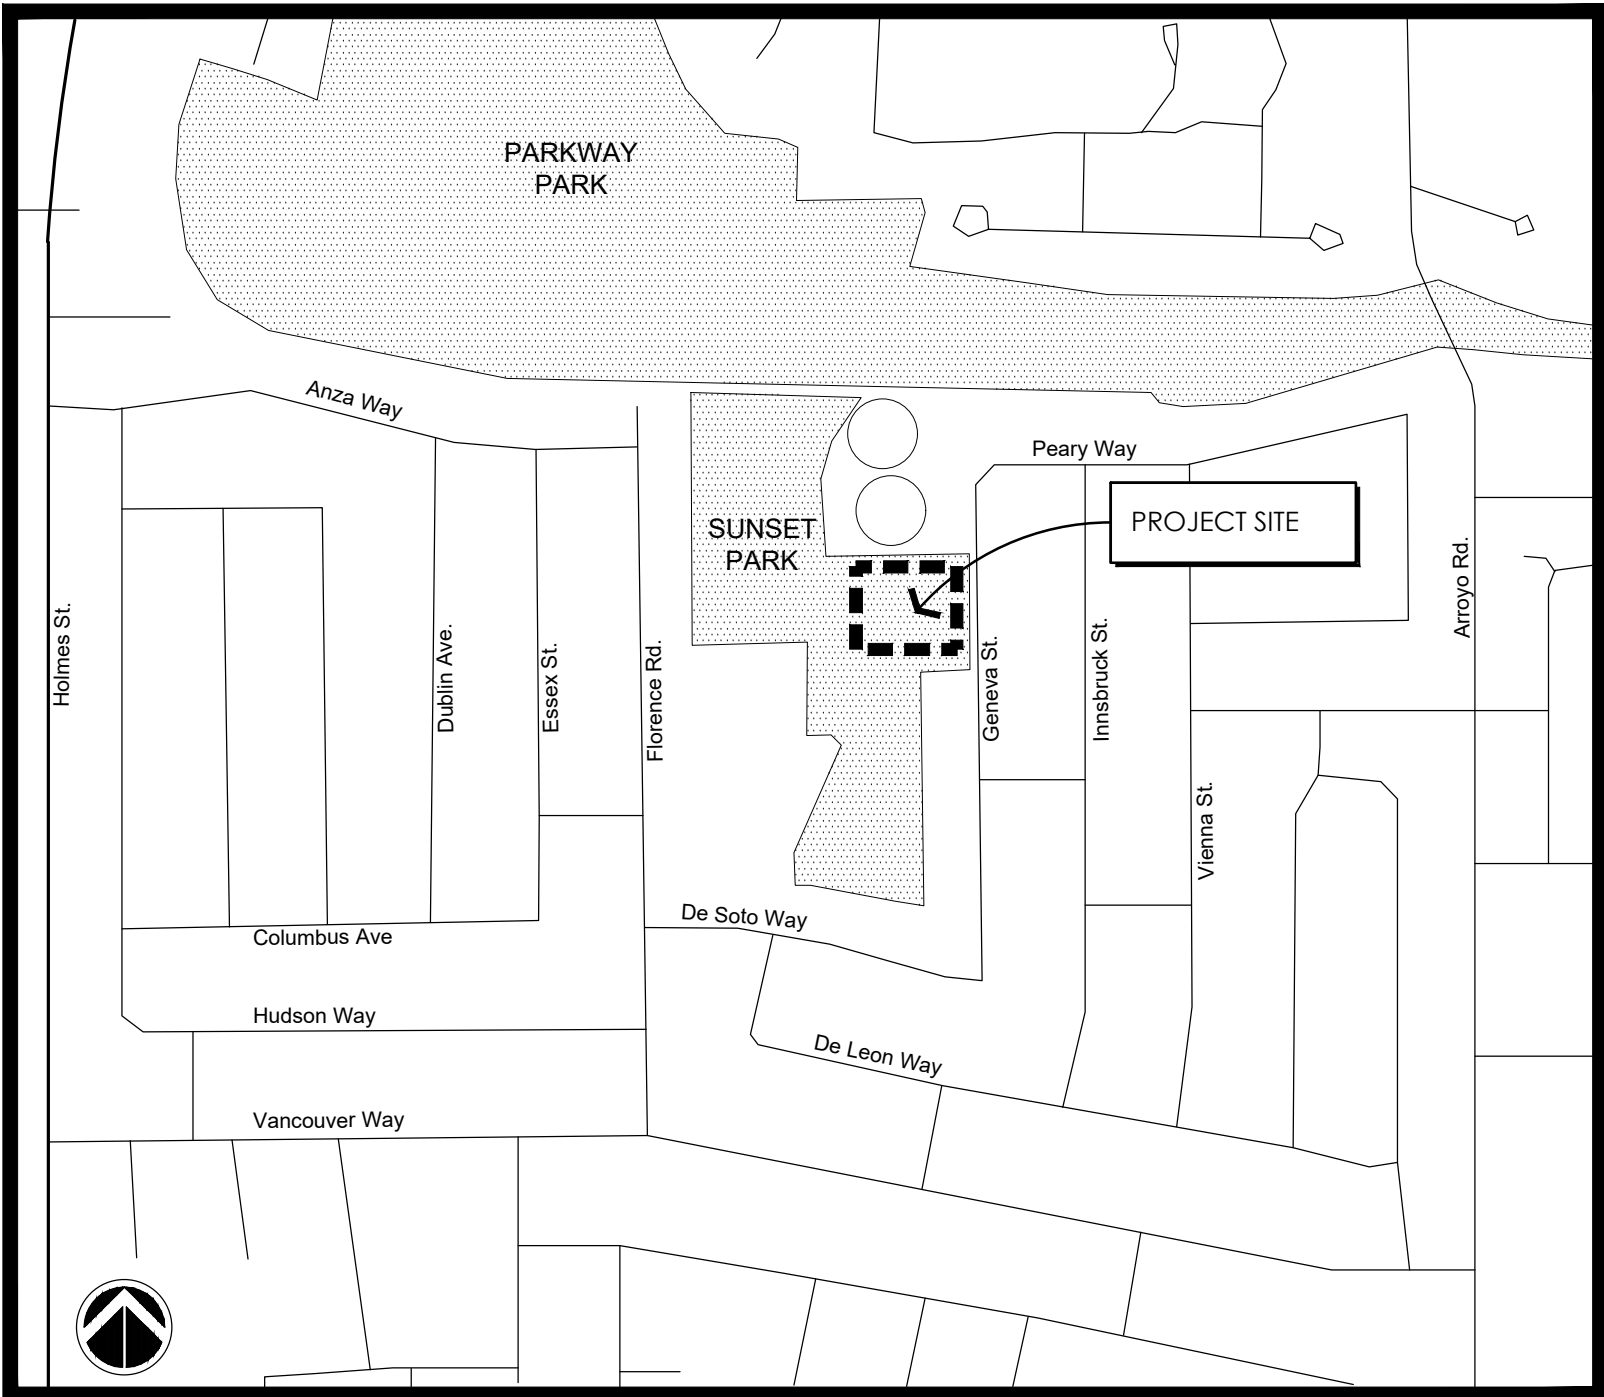 PARKWAY
PARK
Anza Way
Peary Way
PROJECT SITE
SUNSET
PARK
Holmes St.
Dublin Ave.
Essex St.
Florence Rd.
Geneva St.
Innsbruck St.
Arroyo Rd.
Vienna St.
De Soto Way
Columbus Ave
Hudson Way
De Leon Way
Vancouver Way